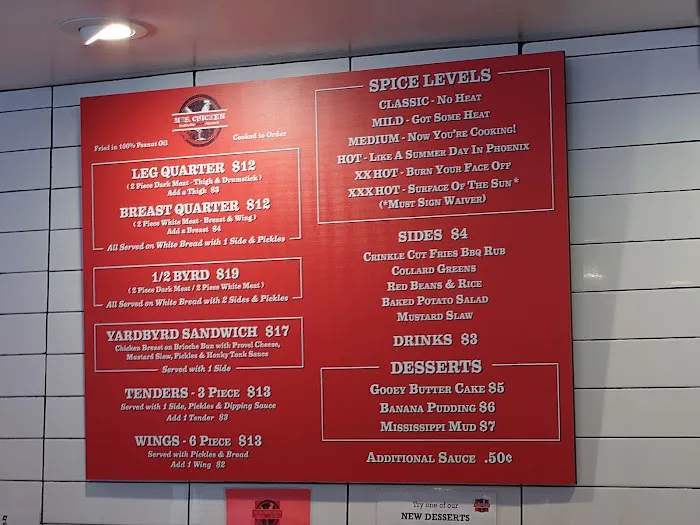 MRS. CHICKEN
Fried in 100% Peanut Oil
Cooked to Order
LEG QUARTER $12
( 2 Piece Dark Meat - Thigh & Drumstick )
Add a Thigh $3
BREAST QUARTER $12
( 2 Piece White Meat - Breast & Wing )
Add a Breast $4
All Served on White Bread with 1 Side & Pickles
1/2 BYRD $19
( 2 Piece Dark Meat / 2 Piece White Meat )
All Served on White Bread with 2 Sides & Pickles
YARDBYRD SANDWICH $17
Chicken Breast on Brioche Bun with Provel Cheese,
Mustard Slaw, Pickles & Honky Tonk Sauce
Served with 1 Side
TENDERS - 3 PIECE $13
Served with 1 Side, Pickles & Dipping Sauce
Add 1 Tender $3
WINGS - 6 PIECE $13
Served with Pickles & Bread
Add 1 Wing $2
SPICE LEVELS
CLASSIC - NO HEAT
MILD - GOT SOME HEAT
MEDIUM - NOW YOU'RE COOKING!
HOT - LIKE A SUMMER DAY IN PHOENIX
XX HOT - BURN YOUR FACE OFF
XXX HOT - SURFACE OF THE SUN *
(*MUST SIGN WAIVER)
SIDES $4
CRINKLE CUT FRIES BBQ RUB
COLLARD GREENS
RED BEANS & RICE
BAKED POTATO SALAD
MUSTARD SLAW
DRINKS $3
DESSERTS
GOOEY BUTTER CAKE $5
BANANA PUDDING $6
MISSISSIPPI MUD $7
ADDITIONAL SAUCE .50¢
Try one of our
NEW DESSERTS